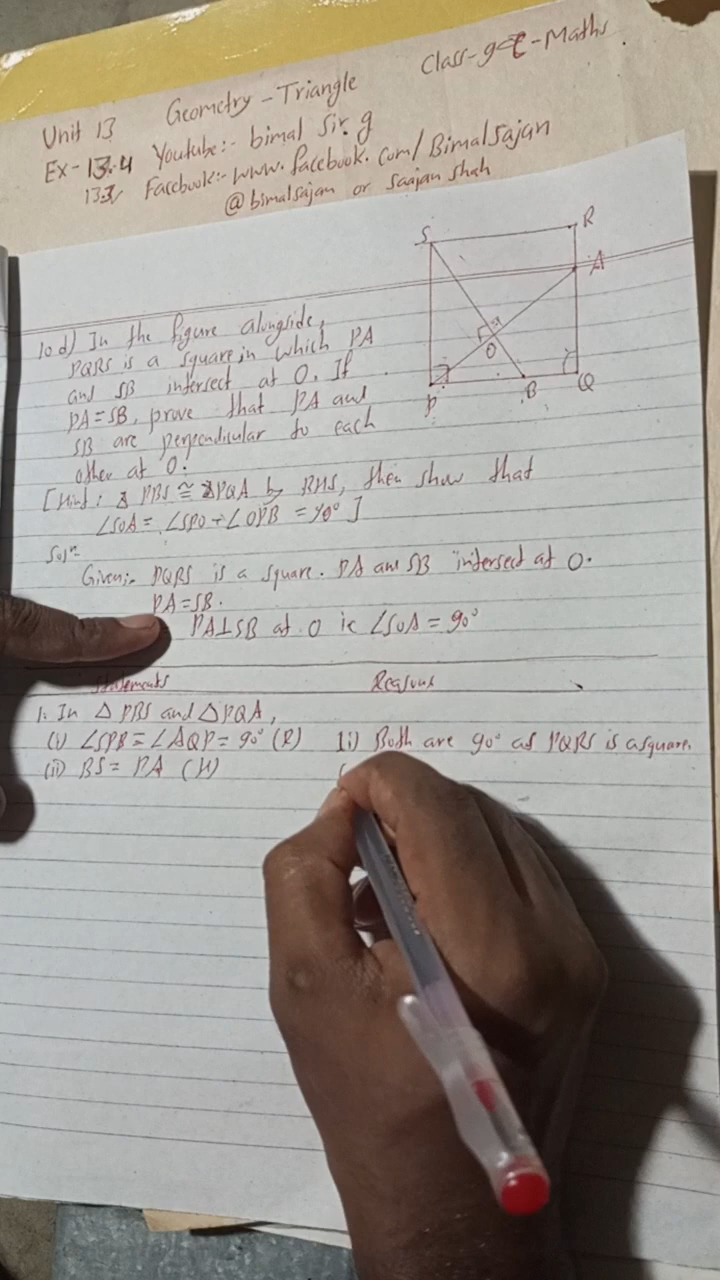 Unit 13 Geometry - Triangle Class-9 - Maths
Ex-13.4 Youtube:- bimal Sir g
13.3 Facebook:- www.facebook.com/Bimalsajan
@bimalsajan or saajan shah
S R
A
O
P B Q
10.d) In the figure alongside,
PQRS is a square in which PA
and SB intersect at O. If
PA=SB, prove that PA and
SB are perpendicular to each
other at O.
[Hint: Δ PBS ≅ ΔPQA by RHS, then show that
∠SOA = ∠SPO + ∠OPB = 90°]
Solⁿ
Given:- PQRS is a square. PA and SB intersect at O.
PA=SB.
PA⊥SB at O ie ∠SOA = 90°
Statements Reasons
1. In Δ PBS and ΔPQA,
(i) ∠SPB = ∠AQP = 90° (R) 1i) Both are 90° as PQRS is a square.
(ii) BS = PA (H) (